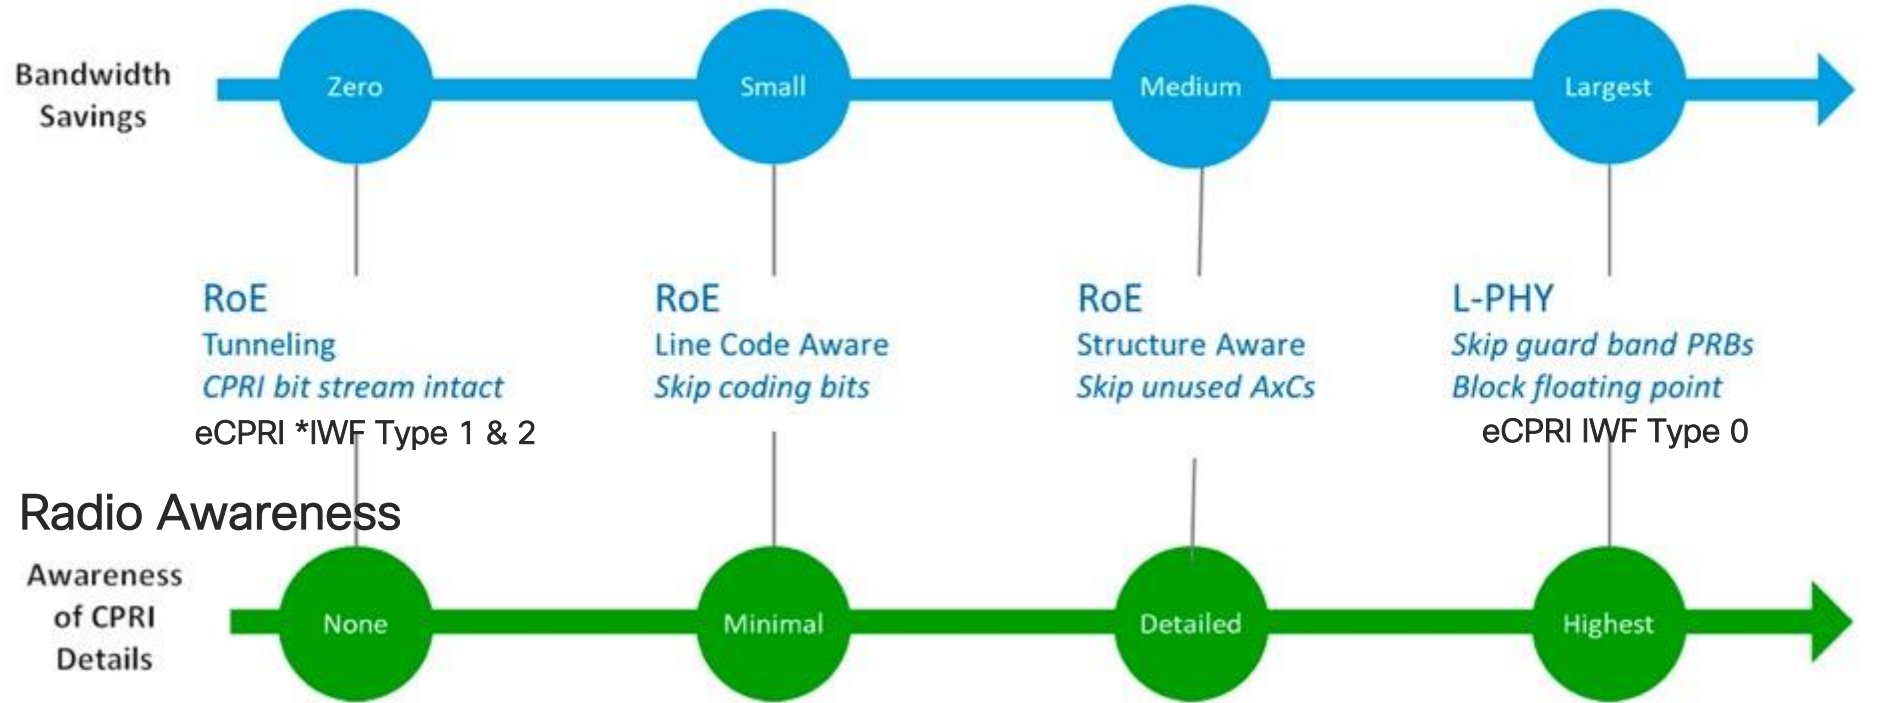 Bandwidth
Savings
Zero
Small
Medium
Largest
RoE
Tunneling
CPRI bit stream intact
eCPRI *IWF Type 1 & 2
RoE
Line Code Aware
Skip coding bits
RoE
Structure Aware
Skip unused AxCs
L-PHY
Skip guard band PRBs
Block floating point
eCPRI IWF Type 0
Radio Awareness
Awareness
of CPRI
Details
None
Minimal
Detailed
Highest